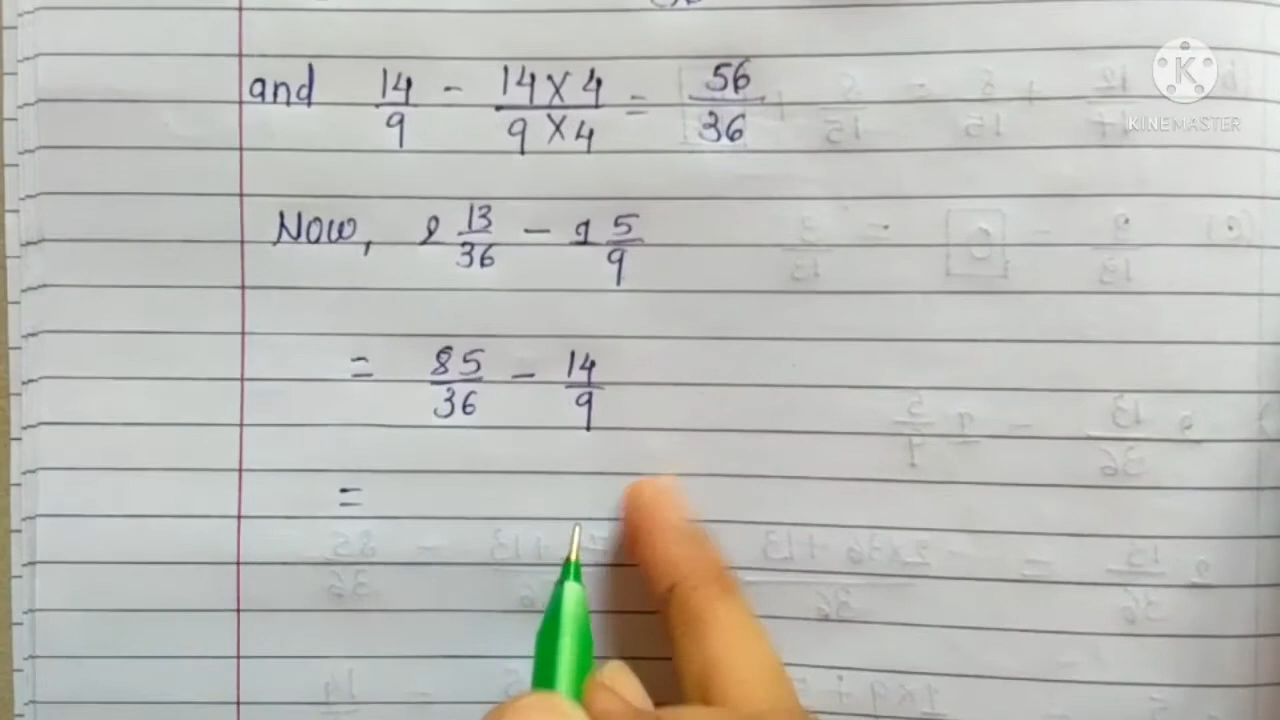 and 14/9 - 14×4/9×4 = 56/36
KINEMASTER
Now, 2 13/36 - 1 5/9
= 85/36 - 14/9
=